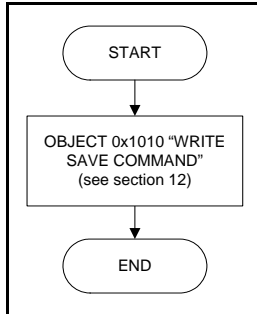 START
OBJECT 0x1010 “WRITE
SAVE COMMAND”
(see section 12)
END